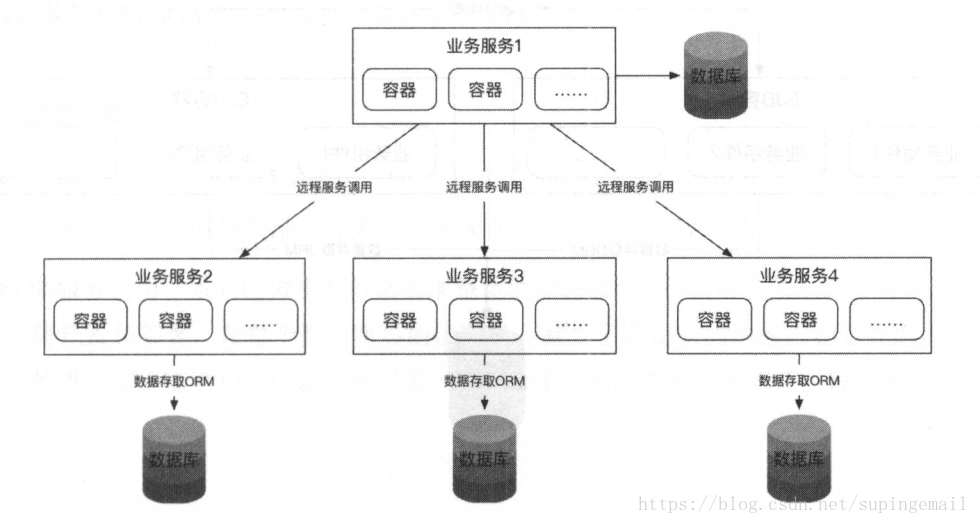 业务服务1
容器 容器 ……
数据库
远程服务调用 远程服务调用 远程服务调用
业务服务2 业务服务3 业务服务4
容器 容器 …… 容器 容器 …… 容器 容器 ……
数据存取ORM 数据存取ORM 数据存取ORM
数据库 数据库 数据库
https://blog.csdn.net/supingemail